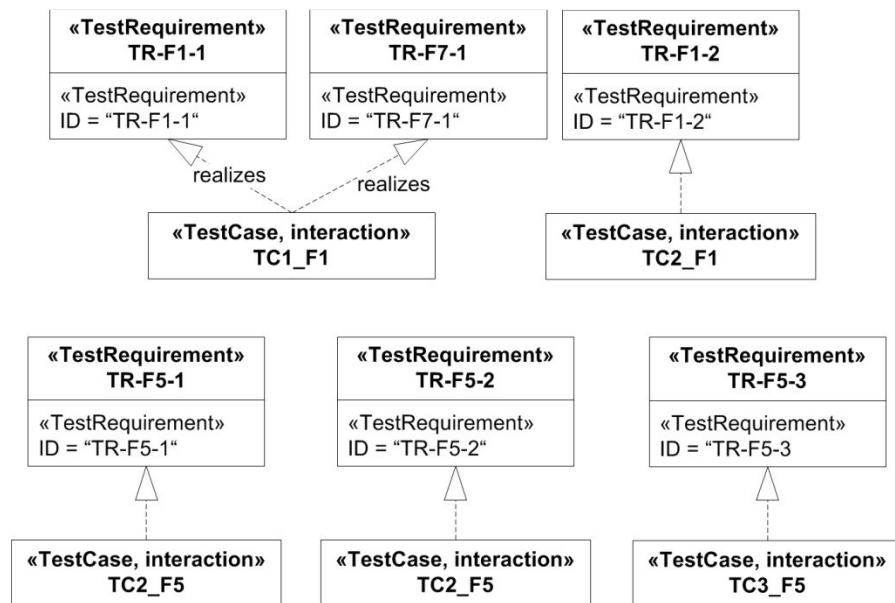 «TestRequirement»
TR-F1-1
«TestRequirement»
ID = “TR-F1-1“
«TestRequirement»
TR-F7-1
«TestRequirement»
ID = “TR-F7-1“
«TestRequirement»
TR-F1-2
«TestRequirement»
ID = “TR-F1-2“
realizes
realizes
«TestCase, interaction»
TC1_F1
«TestCase, interaction»
TC2_F1
«TestRequirement»
TR-F5-1
«TestRequirement»
ID = “TR-F5-1“
«TestRequirement»
TR-F5-2
«TestRequirement»
ID = “TR-F5-2“
«TestRequirement»
TR-F5-3
«TestRequirement»
ID = “TR-F5-3
«TestCase, interaction»
TC2_F5
«TestCase, interaction»
TC2_F5
«TestCase, interaction»
TC3_F5